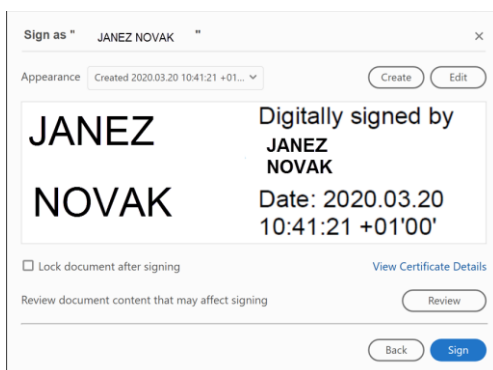 Sign as " JANEZ NOVAK "
Appearance Created 2020.03.20 10:41:21 +01... Create Edit
JANEZ
NOVAK
Digitally signed by
JANEZ
NOVAK
Date: 2020.03.20
10:41:21 +01'00'
Lock document after signing View Certificate Details
Review document content that may affect signing Review
Back Sign